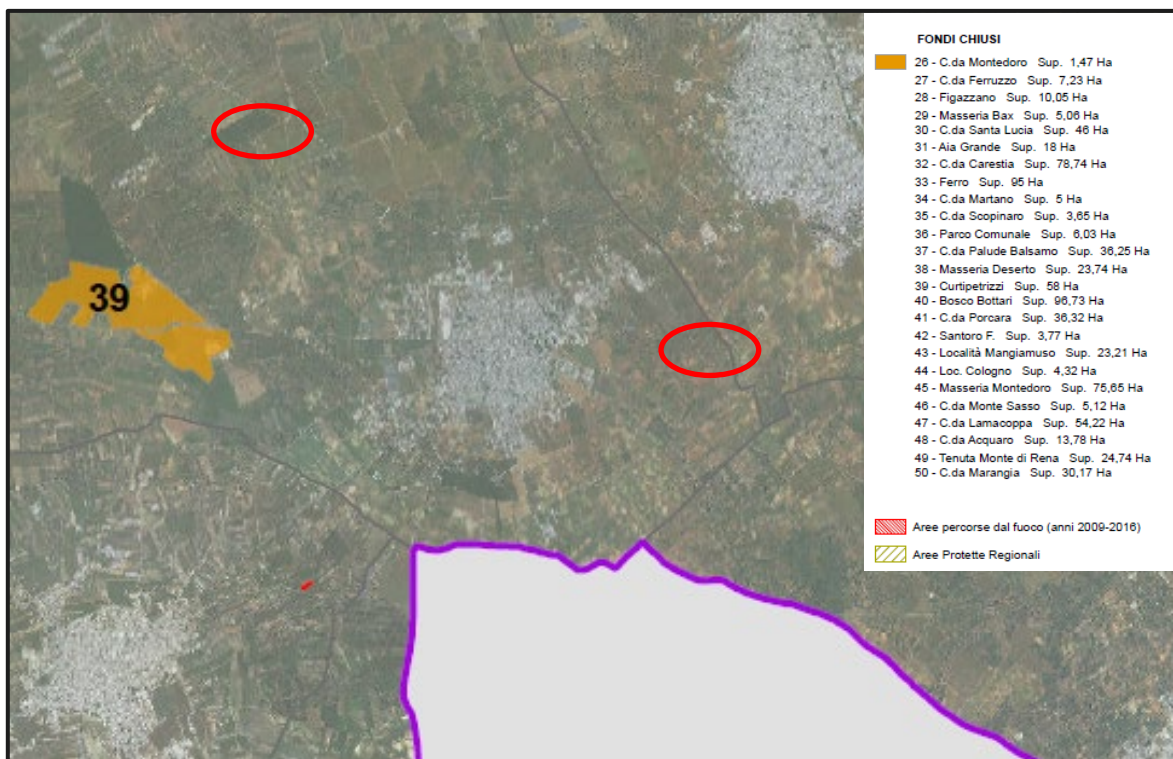 FONDI CHIUSI
26 - C.da Montedoro Sup. 1,47 Ha
27 - C.da Ferruzzo Sup. 7,23 Ha
28 - Figazzano Sup. 10,05 Ha
29 - Masseria Bax Sup. 5,06 Ha
30 - C.da Santa Lucia Sup. 46 Ha
31 - Aia Grande Sup. 18 Ha
32 - C.da Carestia Sup. 78,74 Ha
33 - Ferro Sup. 95 Ha
34 - C.da Martano Sup. 5 Ha
35 - C.da Scopinaro Sup. 3,65 Ha
36 - Parco Comunale Sup. 6,03 Ha
37 - C.da Palude Balsamo Sup. 36,25 Ha
38 - Masseria Deserto Sup. 23,74 Ha
39 - Curtipetrizzi Sup. 58 Ha
40 - Bosco Bottari Sup. 96,73 Ha
41 - C.da Porcara Sup. 36,32 Ha
42 - Santoro F. Sup. 3,77 Ha
43 - Località Mangiamuso Sup. 23,21 Ha
44 - Loc. Cologno Sup. 4,32 Ha
45 - Masseria Montedoro Sup. 75,65 Ha
46 - C.da Monte Sasso Sup. 5,12 Ha
47 - C.da Lamacoppa Sup. 54,22 Ha
48 - C.da Acquaro Sup. 13,78 Ha
49 - Tenuta Monte di Rena Sup. 24,74 Ha
50 - C.da Marangia Sup. 30,17 Ha
Aree percorse dal fuoco (anni 2009-2016)
Aree Protette Regionali
39